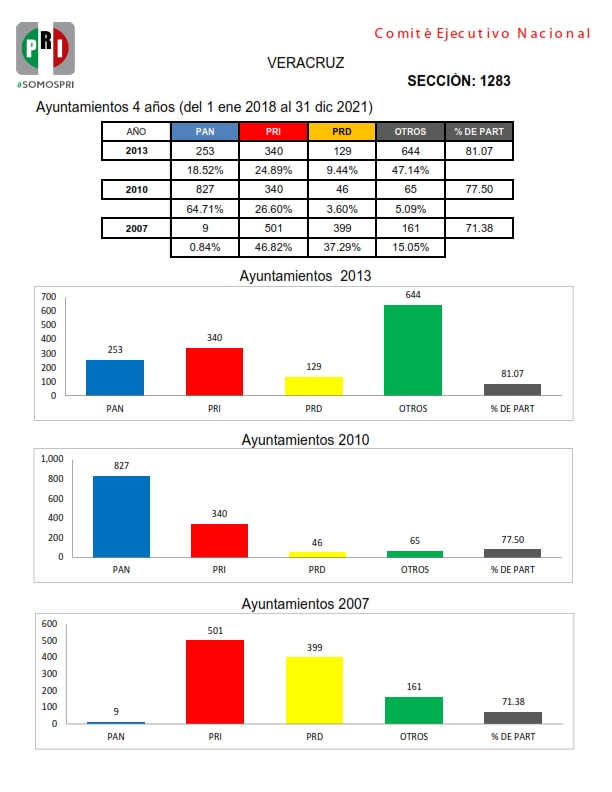 Comité Ejecutivo Nacional
PRI
#SOMOSPRI
VERACRUZ
SECCIÓN: 1283
Ayuntamientos 4 años (del 1 ene 2018 al 31 dic 2021)
AÑO PAN PRI PRD OTROS % DE PART
2013 253 340 129 644 81.07
18.52% 24.89% 9.44% 47.14%
2010 827 340 46 65 77.50
64.71% 26.60% 3.60% 5.09%
2007 9 501 399 161 71.38
0.84% 46.82% 37.29% 15.05%
Ayuntamientos 2013
700
600
500
400
300
200
100
0
253 340 129 644 81.07
PAN PRI PRD OTROS % DE PART
Ayuntamientos 2010
1,000
800
600
400
200
0
827 340 46 65 77.50
PAN PRI PRD OTROS % DE PART
Ayuntamientos 2007
600
500
400
300
200
100
0
9 501 399 161 71.38
PAN PRI PRD OTROS % DE PART